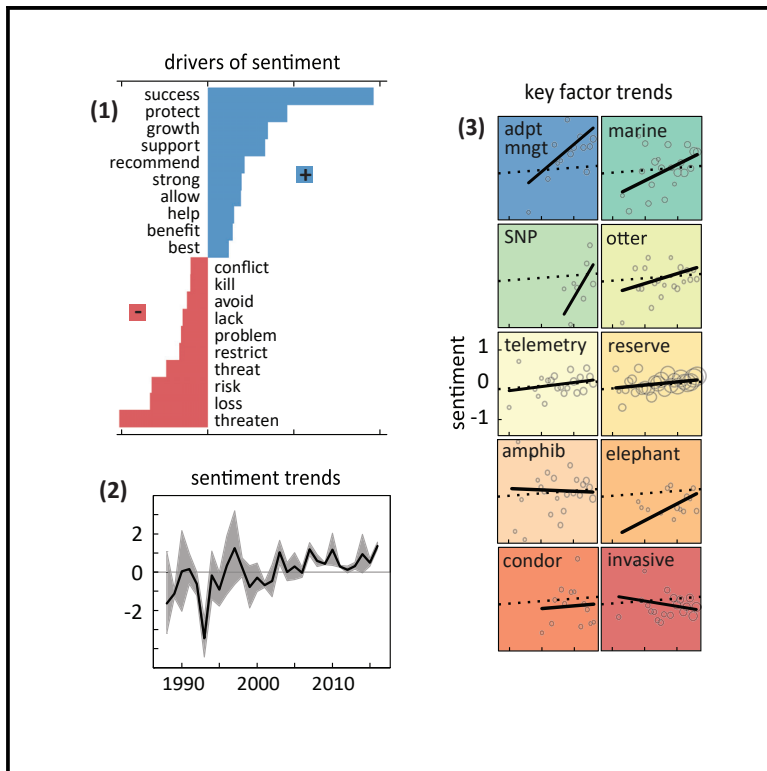 drivers of sentiment
(1)
success
protect
growth
support
recommend
strong
allow
help
benefit
best
+
conflict
kill
avoid
lack
problem
restrict
threat
risk
loss
threaten
-
sentiment trends
(2)
2
0
-2
1990 2000 2010
key factor trends
(3)
adpt
mngt
marine
SNP
otter
telemetry
reserve
sentiment
1
0
-1
amphib
elephant
condor
invasive